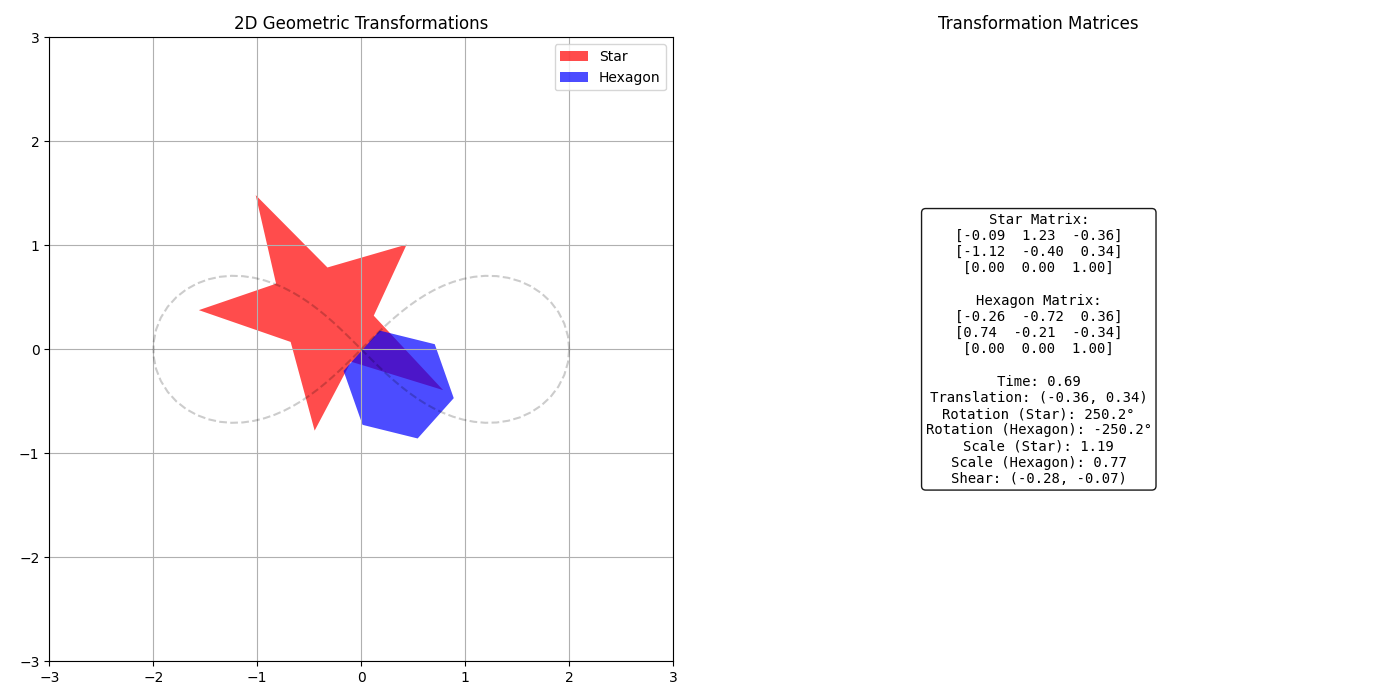 2D Geometric Transformations
3
2
1
0
−1
−2
−3
−3
−2
−1
0
1
2
3
Star
Hexagon
Transformation Matrices
Star Matrix:
[-0.09  1.23  -0.36]
[-1.12  -0.40  0.34]
[0.00  0.00  1.00]
Hexagon Matrix:
[-0.26  -0.72  0.36]
[0.74  -0.21  -0.34]
[0.00  0.00  1.00]
Time: 0.69
Translation: (-0.36, 0.34)
Rotation (Star): 250.2°
Rotation (Hexagon): -250.2°
Scale (Star): 1.19
Scale (Hexagon): 0.77
Shear: (-0.28, -0.07)